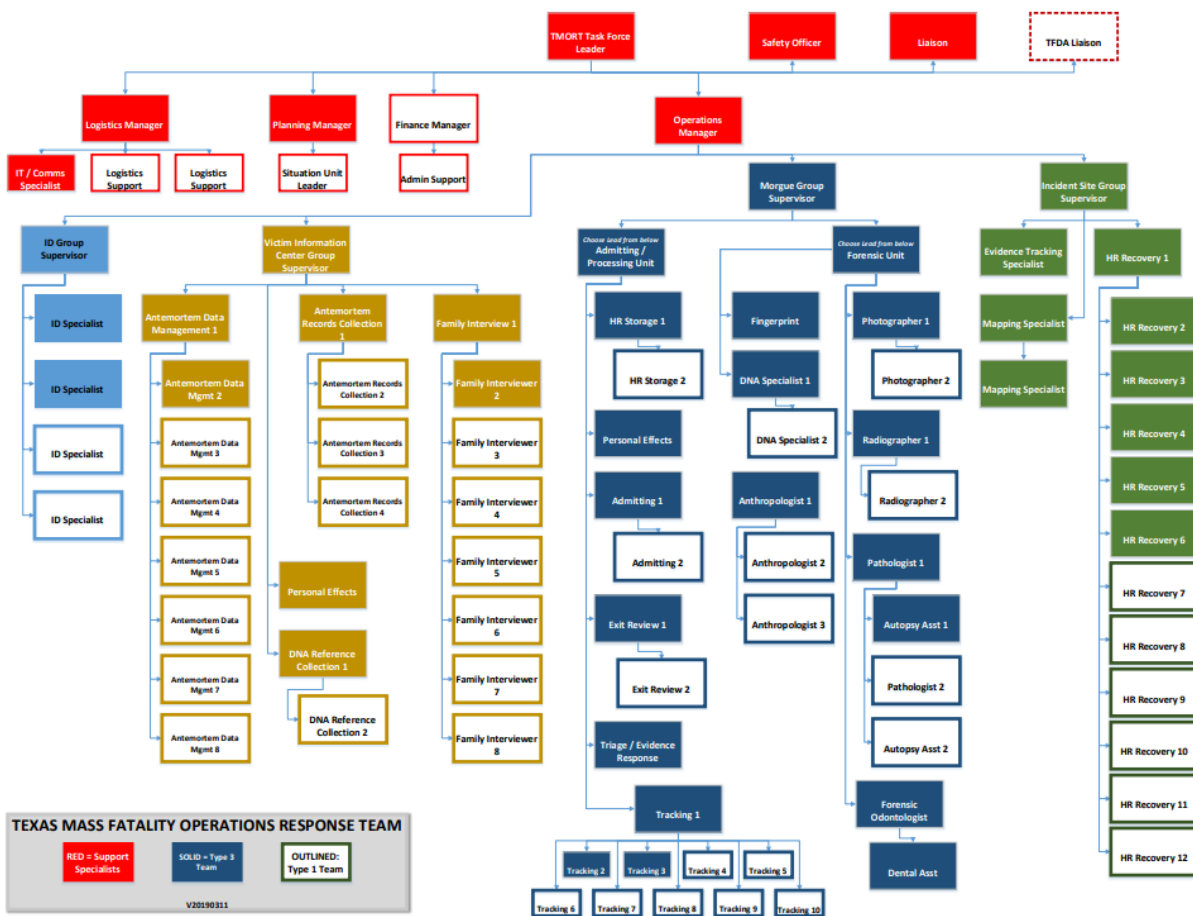 TMORT Task Force
Leader
Safety Officer
Liaison
TFDA Liaison
Logistics Manager
Planning Manager
Finance Manager
Operations
Manager
IT / Comms
Specialist
Logistics
Support
Logistics
Support
Situation Unit
Leader
Admin Support
Morgue Group
Supervisor
Incident Site Group
Supervisor
ID Group
Supervisor
Victim Information
Center Group
Supervisor
Choose Lead from below
Admitting /
Processing Unit
Choose Lead from below
Forensic Unit
Evidence Tracking
Specialist
HR Recovery 1
ID Specialist
ID Specialist
ID Specialist
ID Specialist
Antemortem Data
Management 1
Antemortem Data
Mgmt 2
Antemortem Data
Mgmt 3
Antemortem Data
Mgmt 4
Antemortem Data
Mgmt 5
Antemortem Data
Mgmt 6
Antemortem Data
Mgmt 7
Antemortem Data
Mgmt 8
Antemortem
Records Collection
1
Antemortem Records
Collection 2
Antemortem Records
Collection 3
Antemortem Records
Collection 4
Personal Effects
DNA Reference
Collection 1
DNA Reference
Collection 2
Family Interview 1
Family Interviewer
2
Family Interviewer
3
Family Interviewer
4
Family Interviewer
5
Family Interviewer
6
Family Interviewer
7
Family Interviewer
8
HR Storage 1
HR Storage 2
Personal Effects
Admitting 1
Admitting 2
Exit Review 1
Exit Review 2
Triage / Evidence
Response
Tracking 1
Tracking 2
Tracking 3
Tracking 4
Tracking 5
Tracking 6
Tracking 7
Tracking 8
Tracking 9
Tracking 10
Fingerprint
DNA Specialist 1
DNA Specialist 2
Anthropologist 1
Anthropologist 2
Anthropologist 3
Photographer 1
Photographer 2
Radiographer 1
Radiographer 2
Pathologist 1
Autopsy Asst 1
Pathologist 2
Autopsy Asst 2
Forensic
Odontologist
Dental Asst
Mapping Specialist
Mapping Specialist
HR Recovery 2
HR Recovery 3
HR Recovery 4
HR Recovery 5
HR Recovery 6
HR Recovery 7
HR Recovery 8
HR Recovery 9
HR Recovery 10
HR Recovery 11
HR Recovery 12
TEXAS MASS FATALITY OPERATIONS RESPONSE TEAM
RED = Support
Specialists
SOLID = Type 3
Team
OUTLINED:
Type 1 Team
V20190311